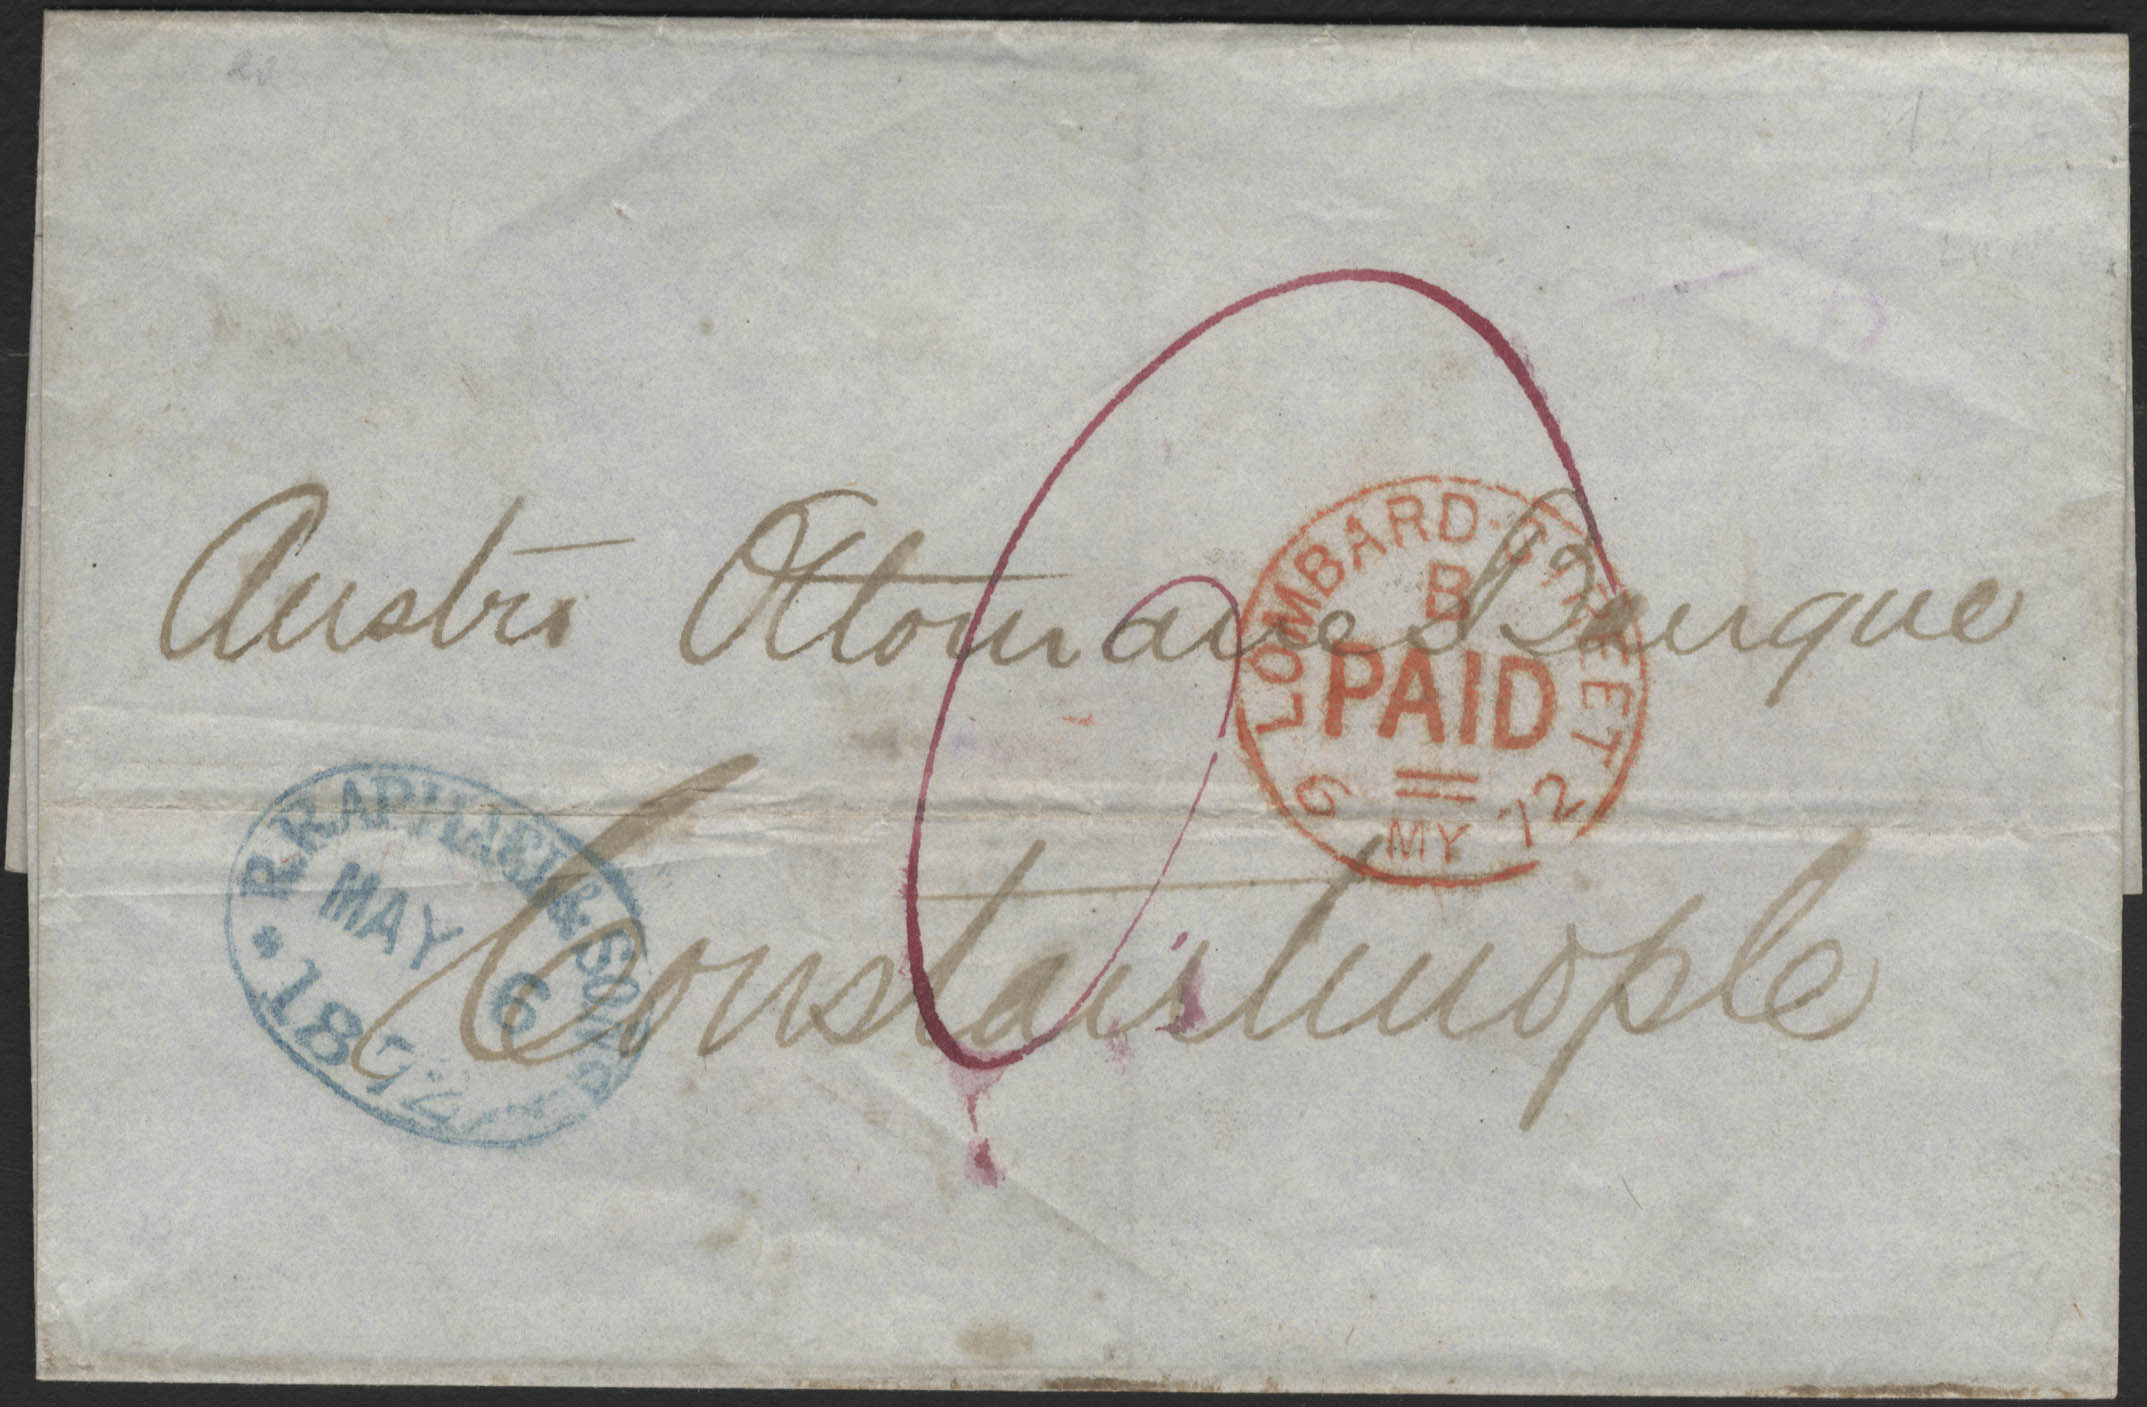 Austro Ottomane Banque
Constantinople
LOMBARD·STREET
B
PAID
6 MY 72
R. RAPHAEL & SONS
MAY 6
* 1872